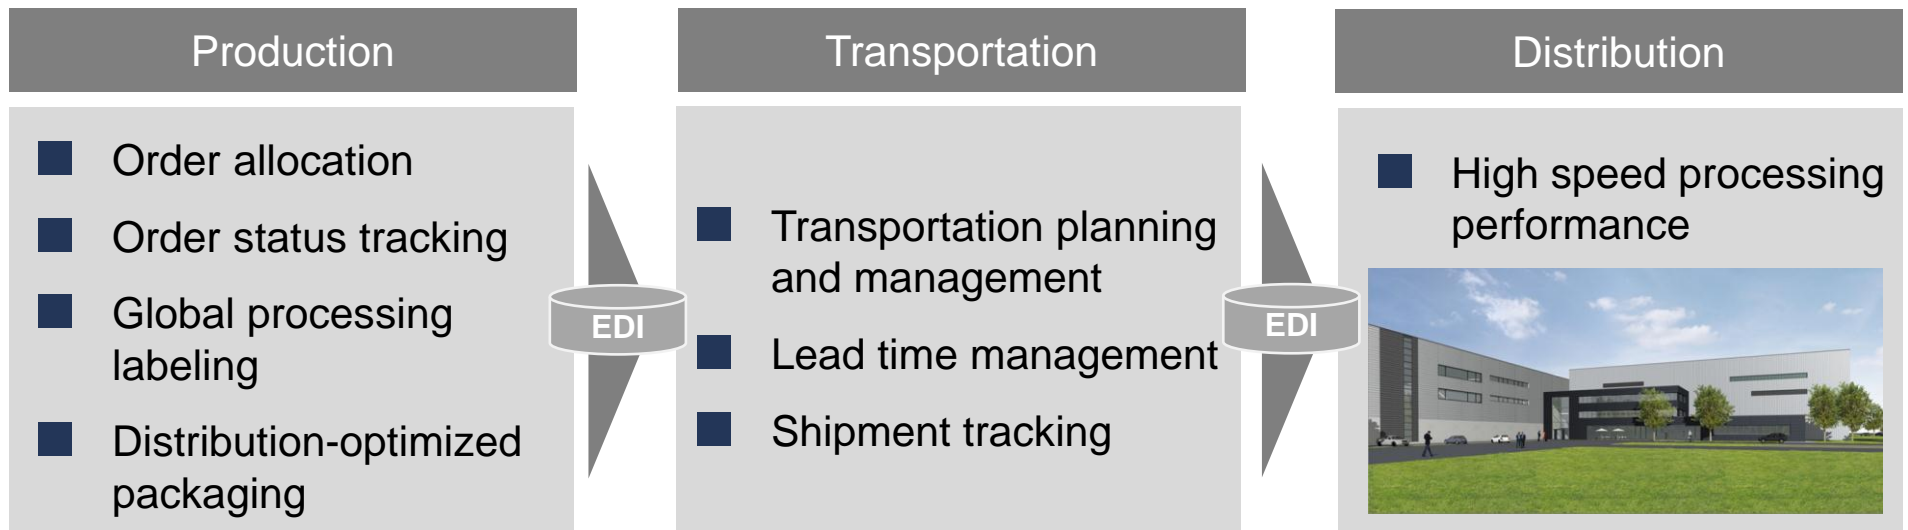 Production
Order allocation
Order status tracking
Global processing
labeling
Distribution-optimized
packaging
EDI
Transportation
Transportation planning
and management
Lead time management
Shipment tracking
EDI
Distribution
High speed processing
performance